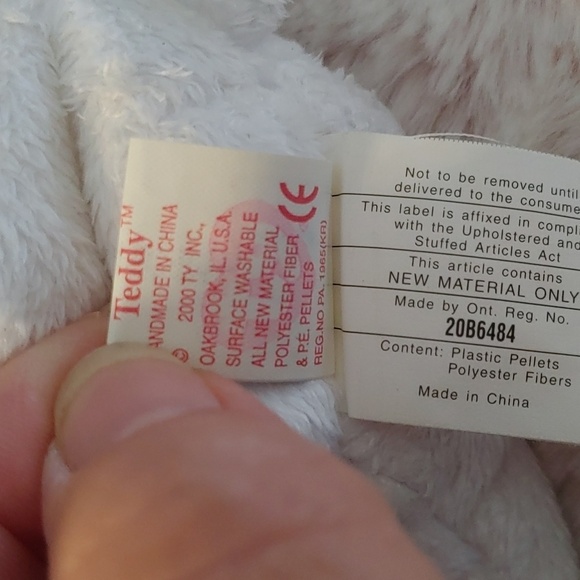 Teddy™
ANDMADE IN CHINA
© 2000 TY INC.,
OAKBROOK, IL. U.S.A.
SURFACE WASHABLE
ALL NEW MATERIAL
POLYESTER FIBER
& P.E. PELLETS
REG.NO PA. 1965(KR)
CE
Not to be removed until
delivered to the consume
This label is affixed in compli
with the Upholstered and
Stuffed Articles Act
This article contains
NEW MATERIAL ONLY
Made by Ont. Reg. No.
20B6484
Content: Plastic Pellets
Polyester Fibers
Made in China